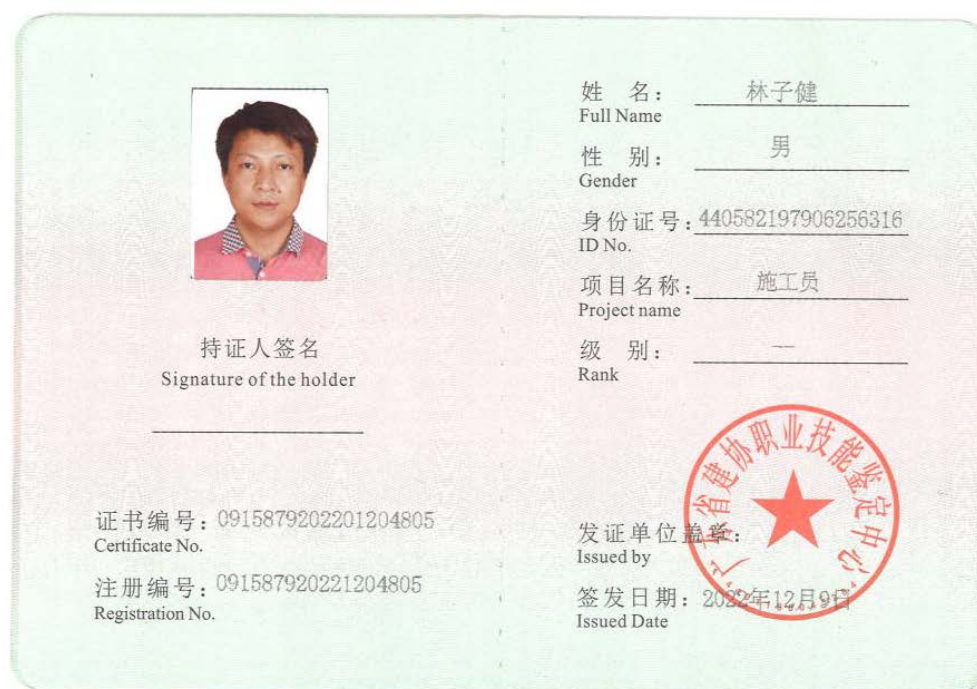 持证人签名
Signature of the holder
证书编号：0915879202201204805
Certificate No.
注册编号：091587920221204805
Registration No.
姓 名：林子健
Full Name
性 别：男
Gender
身份证号：440582197906256316
ID No.
项目名称：施工员
Project name
级 别：一
Rank
发证单位盖章：
Issued by
签发日期：2022年12月9日
Issued Date
广东省建协职业技能鉴定中心